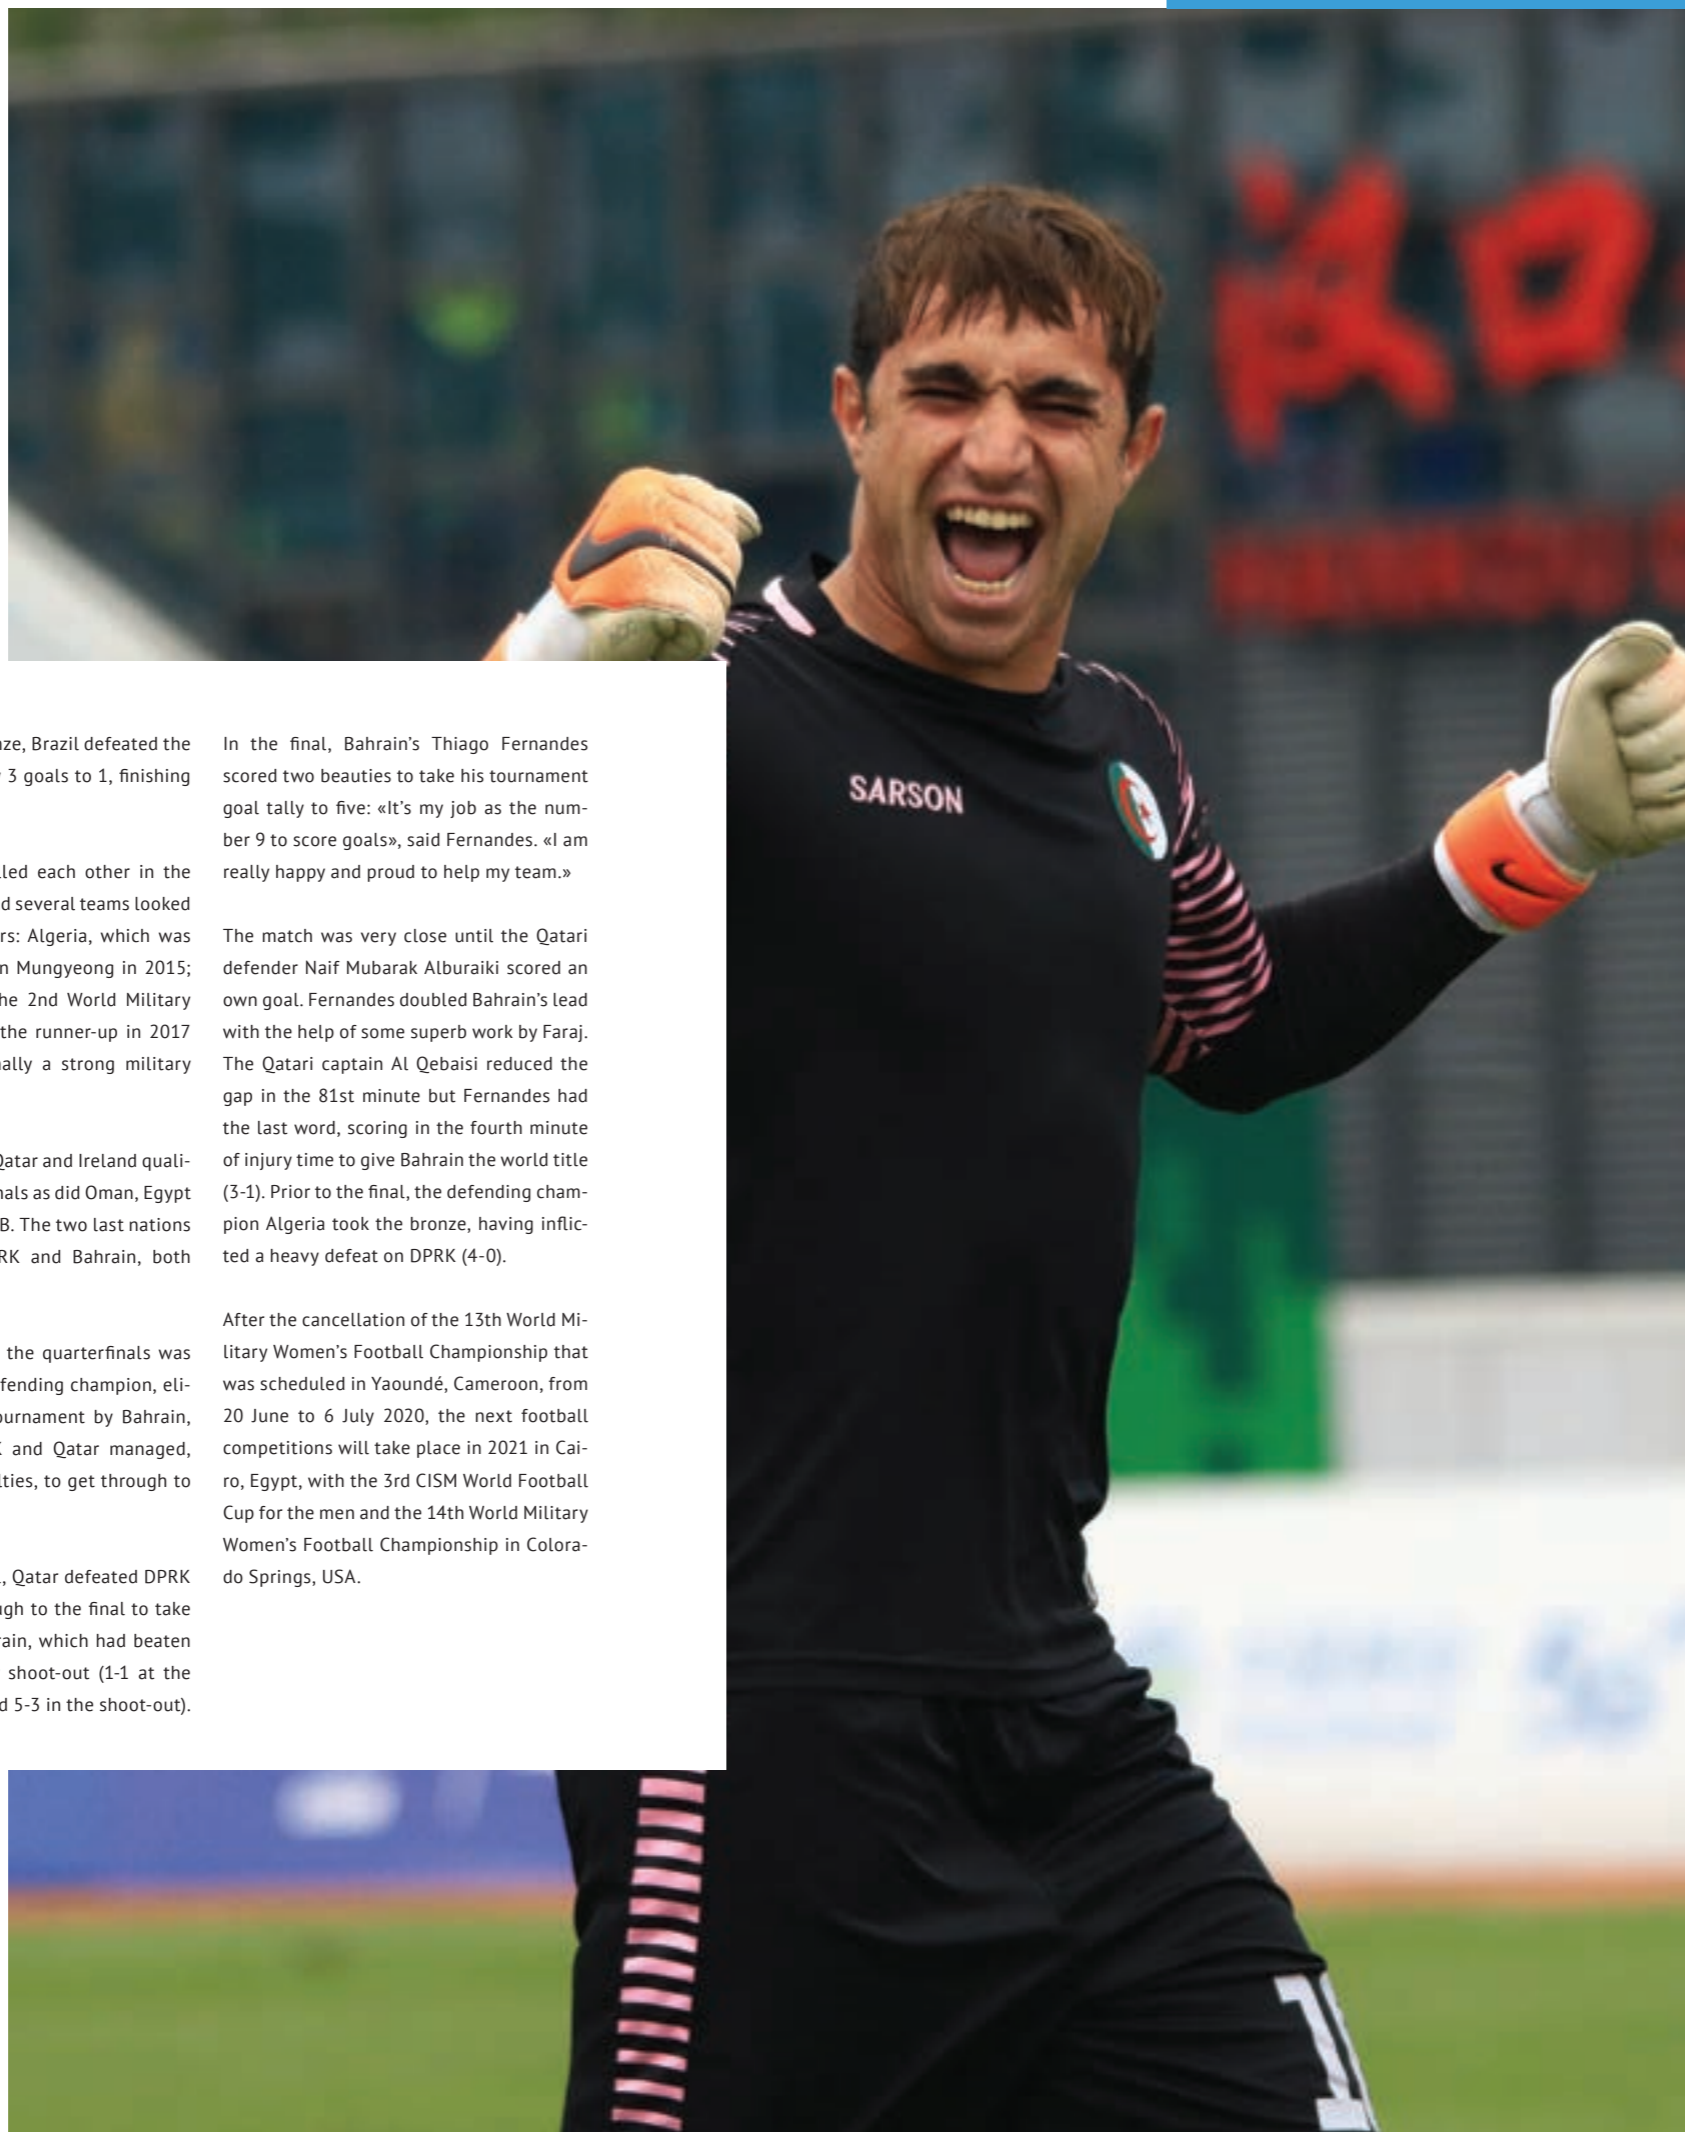 ze, Brazil defeated the
3 goals to 1, finishing
lled each other in the
d several teams looked
rs: Algeria, which was
n Mungyeong in 2015;
he 2nd World Military
the runner-up in 2017
ally a strong military
Qatar and Ireland quali-
nals as did Oman, Egypt
B. The two last nations
RK and Bahrain, both
the quarterfinals was
fending champion, eli-
ournament by Bahrain,
and Qatar managed,
lties, to get through to
, Qatar defeated DPRK
ugh to the final to take
rain, which had beaten
shoot-out (1-1 at the
d 5-3 in the shoot-out).
In the final, Bahrain's Thiago Fernandes
scored two beauties to take his tournament
goal tally to five: «It's my job as the num-
ber 9 to score goals», said Fernandes. «I am
really happy and proud to help my team.»
The match was very close until the Qatari
defender Naif Mubarak Alburaiki scored an
own goal. Fernandes doubled Bahrain's lead
with the help of some superb work by Faraj.
The Qatari captain Al Qebaisi reduced the
gap in the 81st minute but Fernandes had
the last word, scoring in the fourth minute
of injury time to give Bahrain the world title
(3-1). Prior to the final, the defending cham-
pion Algeria took the bronze, having inflic-
ted a heavy defeat on DPRK (4-0).
After the cancellation of the 13th World Mi-
litary Women's Football Championship that
was scheduled in Yaoundé, Cameroon, from
20 June to 6 July 2020, the next football
competitions will take place in 2021 in Cai-
ro, Egypt, with the 3rd CISM World Football
Cup for the men and the 14th World Military
Women's Football Championship in Colora-
do Springs, USA.
SARSON